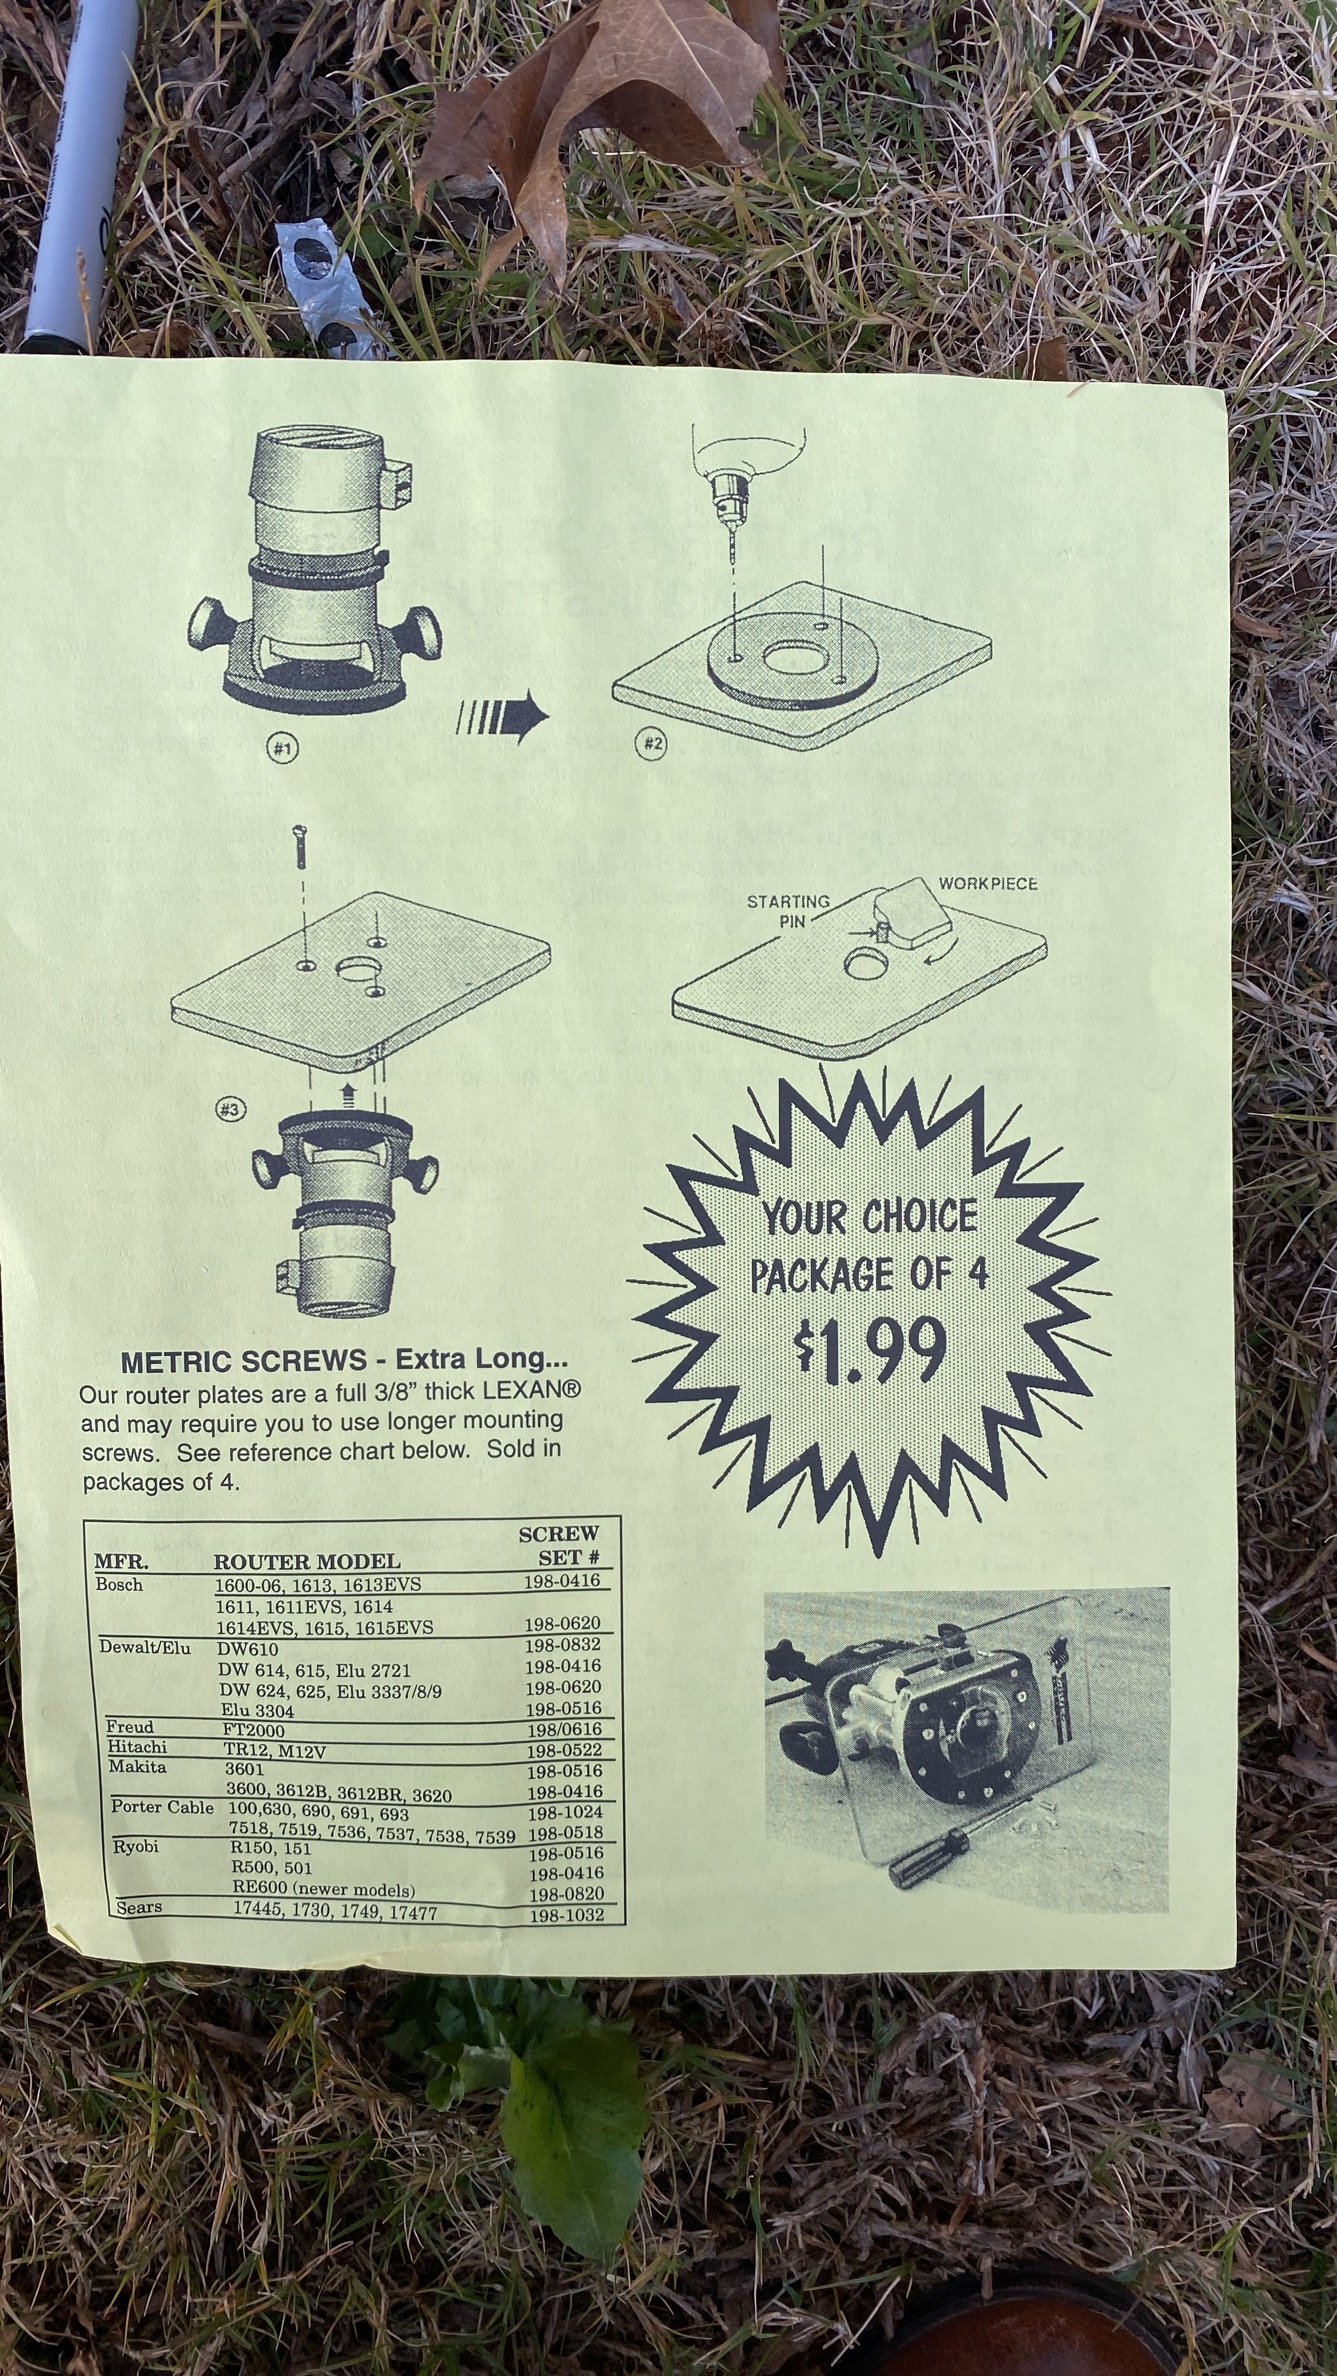 #1
#2
STARTING
PIN
WORKPIECE
#3
YOUR CHOICE
PACKAGE OF 4
$1.99
METRIC SCREWS - Extra Long...
Our router plates are a full 3/8” thick LEXAN®
and may require you to use longer mounting
screws. See reference chart below. Sold in
packages of 4.
MFR. ROUTER MODEL SCREW SET #
Bosch 1600-06, 1613, 1613EVS 198-0416
1611, 1611EVS, 1614
1614EVS, 1615, 1615EVS 198-0620
Dewalt/Elu DW610 198-0832
DW 614, 615, Elu 2721 198-0416
DW 624, 625, Elu 3337/8/9 198-0620
Elu 3304 198-0516
Freud FT2000 198/0616
Hitachi TR12, M12V 198-0522
Makita 3601 198-0516
3600, 3612B, 3612BR, 3620 198-0416
Porter Cable 100,630, 690, 691, 693 198-1024
7518, 7519, 7536, 7537, 7538, 7539 198-0518
Ryobi R150, 151 198-0516
R500, 501 198-0416
RE600 (newer models) 198-0820
Sears 17445, 1730, 1749, 17477 198-1032